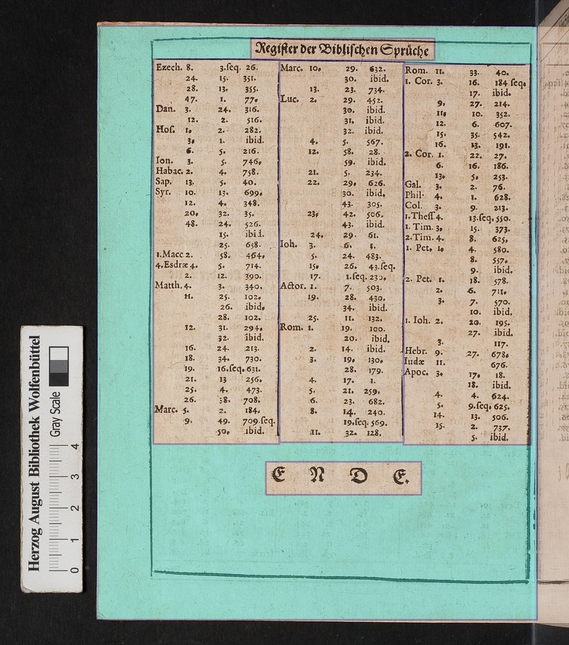 Register der Biblischen Sprüche
Ezech. 8. 3.seq. 26.
24. 15. 351.
28. 13. 355.
47. 1. 77.
Dan. 3. 24. 316.
12. 2. 516.
Hos. 1. 2. 282.
3. 1. ibid.
6. 5. 216.
Ion. 3. 5. 746.
Habac. 2. 4. 758.
Sap. 13. 5. 40.
Syr. 10. 13. 699.
12. 4. 348.
20. 32. 35.
48. 24. 526.
15. ibid.
25. 658.
1.Macc 2. 58. 464.
4.Esdræ 4. 5. 714.
2. 12. 390.
Matth. 4. 3. 340.
11. 25. 102.
26. ibid.
28. 102.
12. 31. 294.
32. ibid.
16. 24. 213.
18. 34. 730.
19. 16.seq. 631.
21. 13 256.
25. 4. 473.
26. 38. 708.
Marc. 5. 2. 184.
9. 49. 709.seq.
50. ibid.
Marc. 10. 29. 632.
30. ibid.
13. 23. 734.
Luc. 2. 29. 452.
30. ibid.
31. ibid.
32. ibid.
4. 5. 567.
12. 58. 28.
59. ibid.
21. 5. 234.
22. 29. 626.
30. ibid.
43. 305.
23. 42. 506.
43. ibid.
24. 29. 61.
Ioh. 3. 6. 1.
5. 24. 483.
15. 26. 43.seq.
17. 1.seq. 230.
Actor. 1. 7. 503.
19. 28. 430.
34. ibid.
25. 11. 132.
Rom. 1. 19. 100.
20. ibid.
2. 14. ibid.
3. 19. 130.
28. 179.
4. 17. 1.
5. 21. 259.
6. 23. 682.
8. 14. 240.
19.seq. 569.
11. 32. 128.
Rom. 11. 33. 40.
1. Cor. 3. 16. 184.seq.
17. ibid.
9. 27. 214.
11. 10. 352.
12. 6. 607.
15. 35. 542.
16. 13. 191.
2. Cor. 1. 22. 27.
6. 16. 186.
13. 5. 253.
Gal. 3. 2. 76.
Phil. 4. 1. 628.
Col. 3. 9. 213.
1.Thess. 4. 13.seq. 550.
1. Tim. 3. 15. 373.
2. Tim. 4. 8. 625.
1. Pet. 1. 4. 580.
8. 557.
9. ibid.
2. Pet. 1. 18. 578.
2. 6. 711.
3. 7. 570.
10. ibid.
1. Ioh. 2. 20. 195.
27. ibid.
3. 117.
Hebr. 9. 27. 678.
Iudæ 11. 676.
Apoc. 3. 17. 18.
18. ibid.
4. 4. 624.
5. 9.seq. 625.
14. 13. 506.
15. 2. 737.
5. ibid.
E N D E.
Herzog August Bibliothek Wolfenbüttel
Gray Scale
0 1 2 3 4